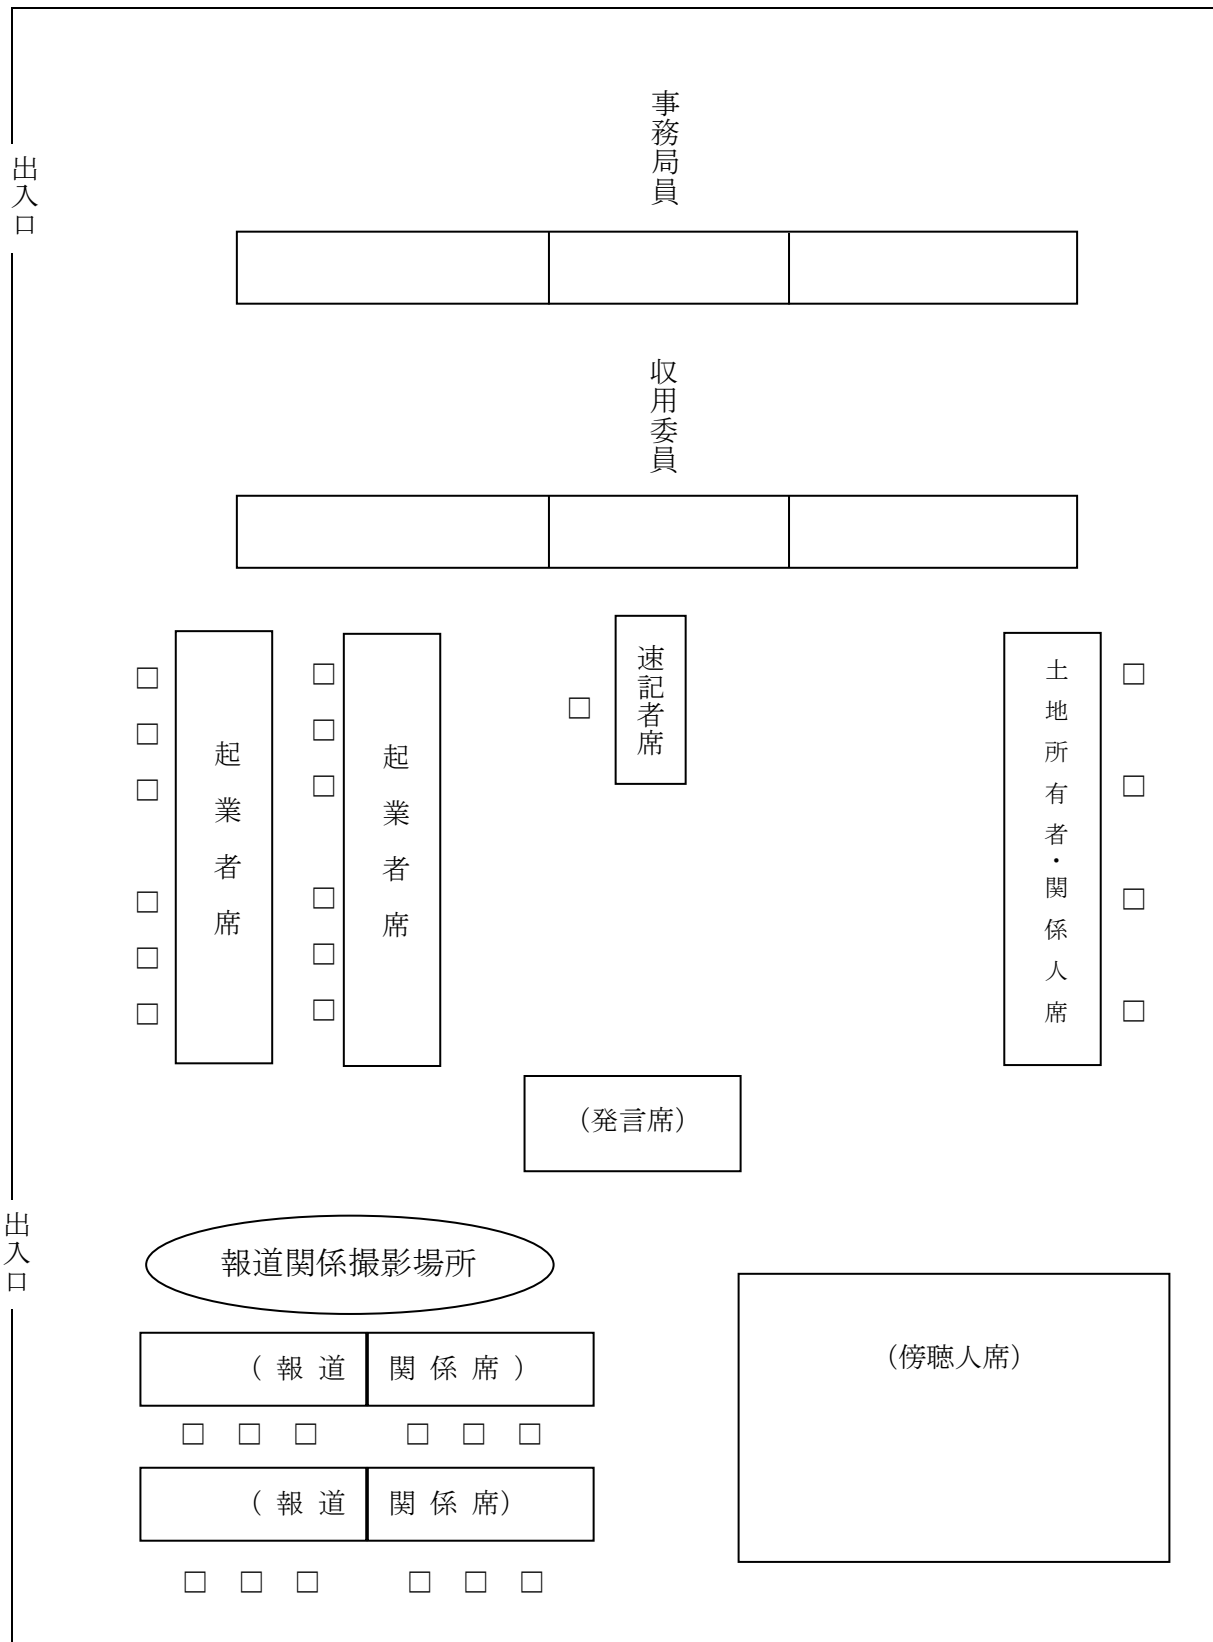 事務局員
出入口
収用委員
起業者席
起業者席
速記者席
土地所有者・関係人席
（発言席）
出入口
報道関係撮影場所
（報道関係席）
（傍聴人席）
（報道関係席）